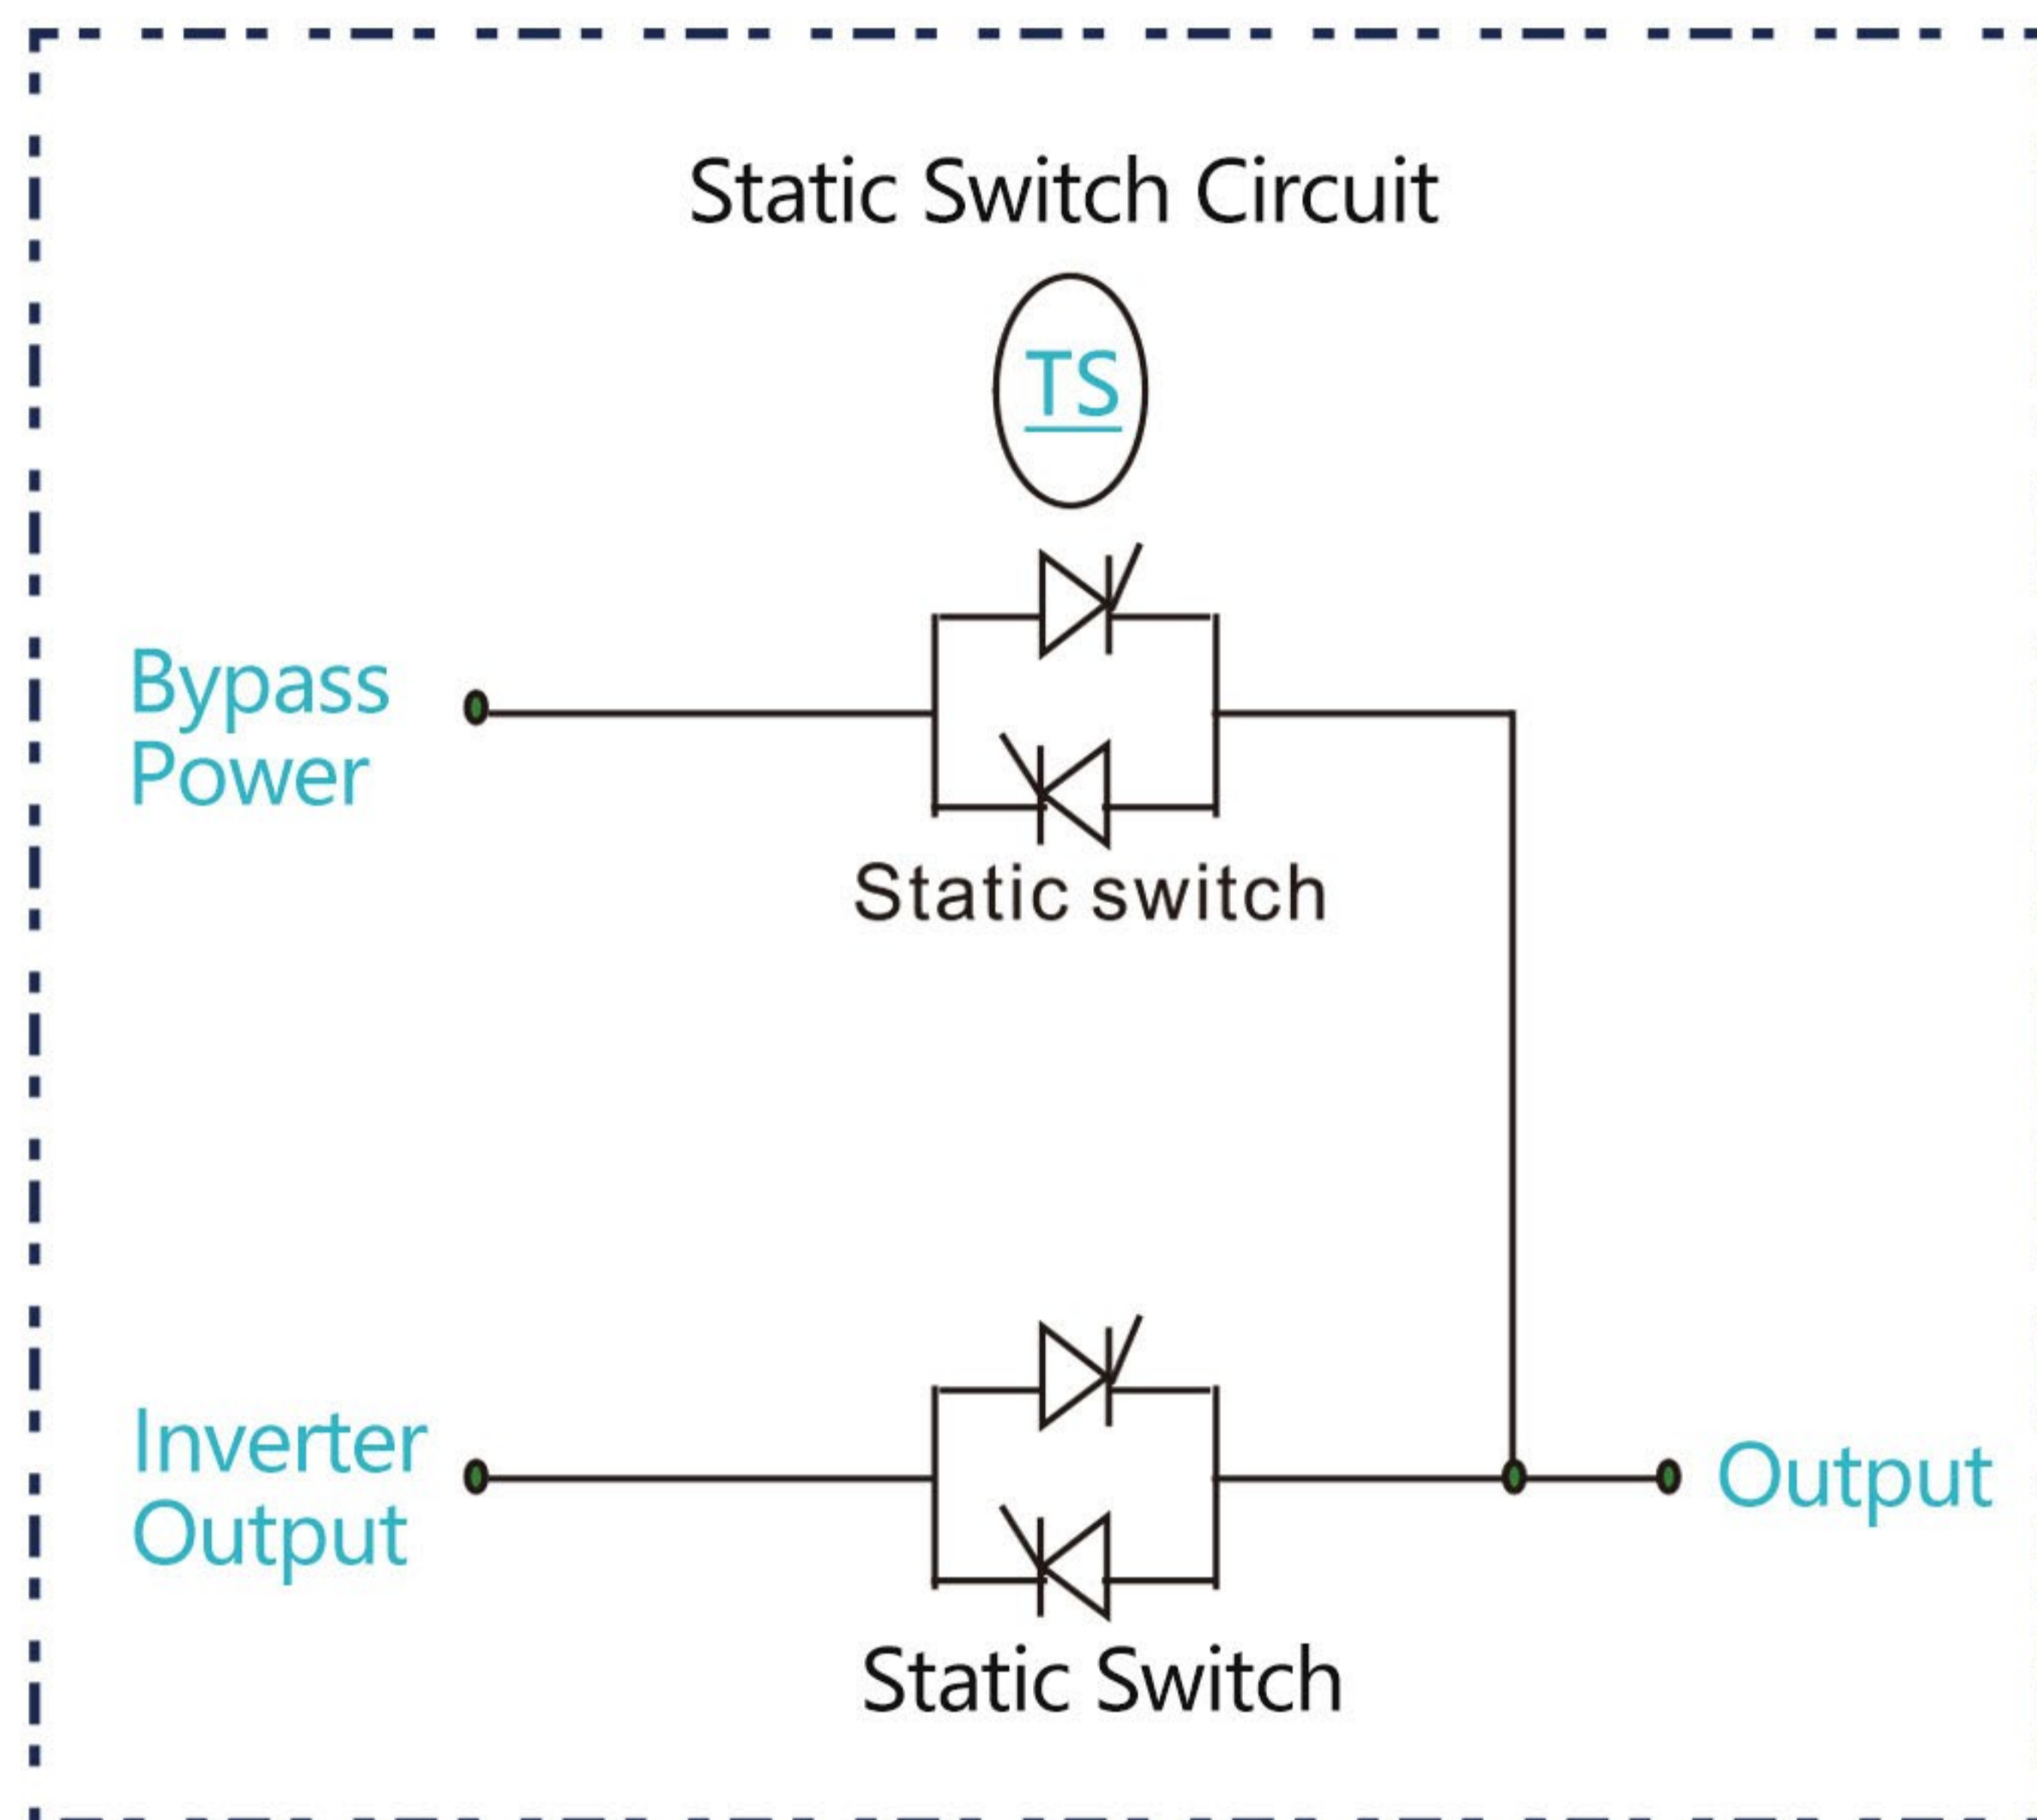 Static Switch Circuit
TS
Bypass
Power
Static switch
Inverter
Output
Output
Static Switch